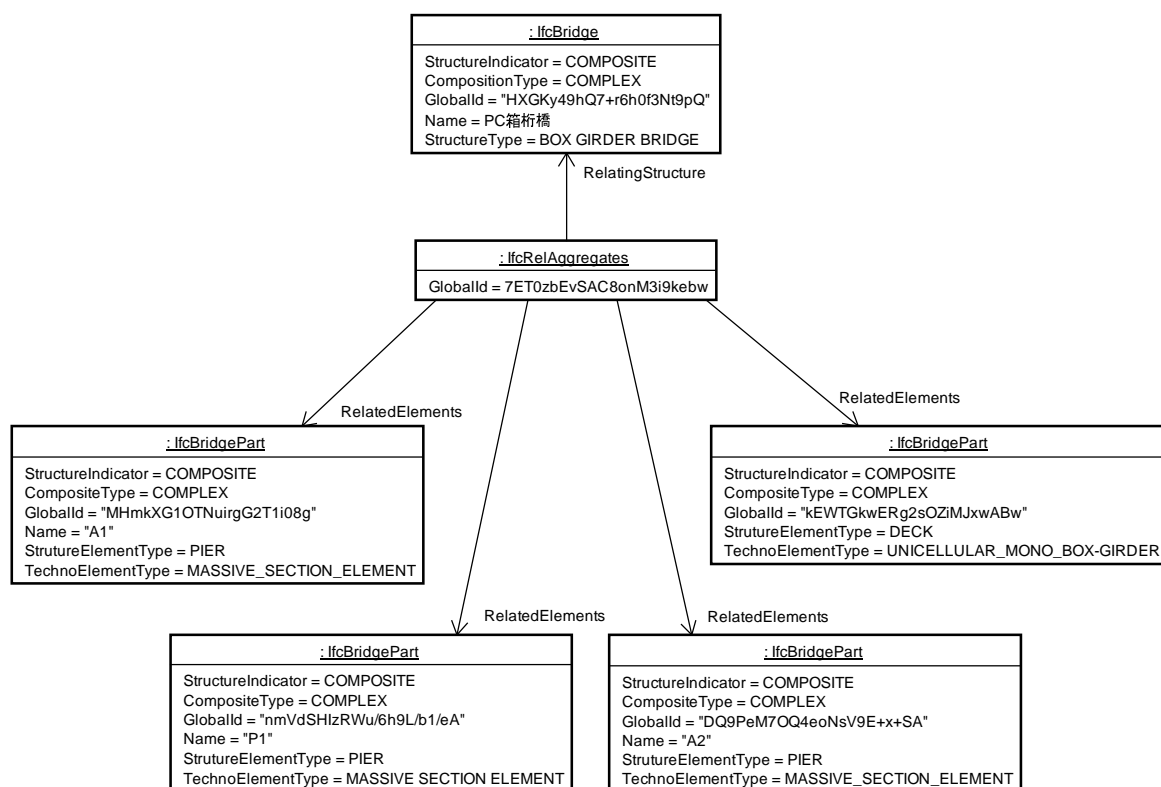 : IfcBridge
StructureIndicator = COMPOSITE
CompositionType = COMPLEX
GlobalId = "HXGKy49hQ7+r6h0f3Nt9pQ"
Name = PC箱桁橋
StructureType = BOX GIRDER BRIDGE
RelatingStructure
: IfcRelAggregates
GlobalId = 7ET0zbEvSAC8onM3i9kebw
RelatedElements
RelatedElements
: IfcBridgePart
StructureIndicator = COMPOSITE
CompositeType = COMPLEX
GlobalId = "MHmkXG1OTNuirgG2T1i08g"
Name = "A1"
StrutureElementType = PIER
TechnoElementType = MASSIVE_SECTION_ELEMENT
: IfcBridgePart
StructureIndicator = COMPOSITE
CompositeType = COMPLEX
GlobalId = "kEWTGkwERg2sOZiMJxwABw"
StrutureElementType = DECK
TechnoElementType = UNICELLULAR_MONO_BOX-GIRDER
RelatedElements
RelatedElements
: IfcBridgePart
StructureIndicator = COMPOSITE
CompositeType = COMPLEX
GlobalId = "nmVdSHIzRWu/6h9L/b1/eA"
Name = "P1"
StrutureElementType = PIER
TechnoElementType = MASSIVE SECTION ELEMENT
: IfcBridgePart
StructureIndicator = COMPOSITE
CompositeType = COMPLEX
GlobalId = "DQ9PeM7OQ4eoNsV9E+x+SA"
Name = "A2"
StrutureElementType = PIER
TechnoElementType = MASSIVE_SECTION_ELEMENT